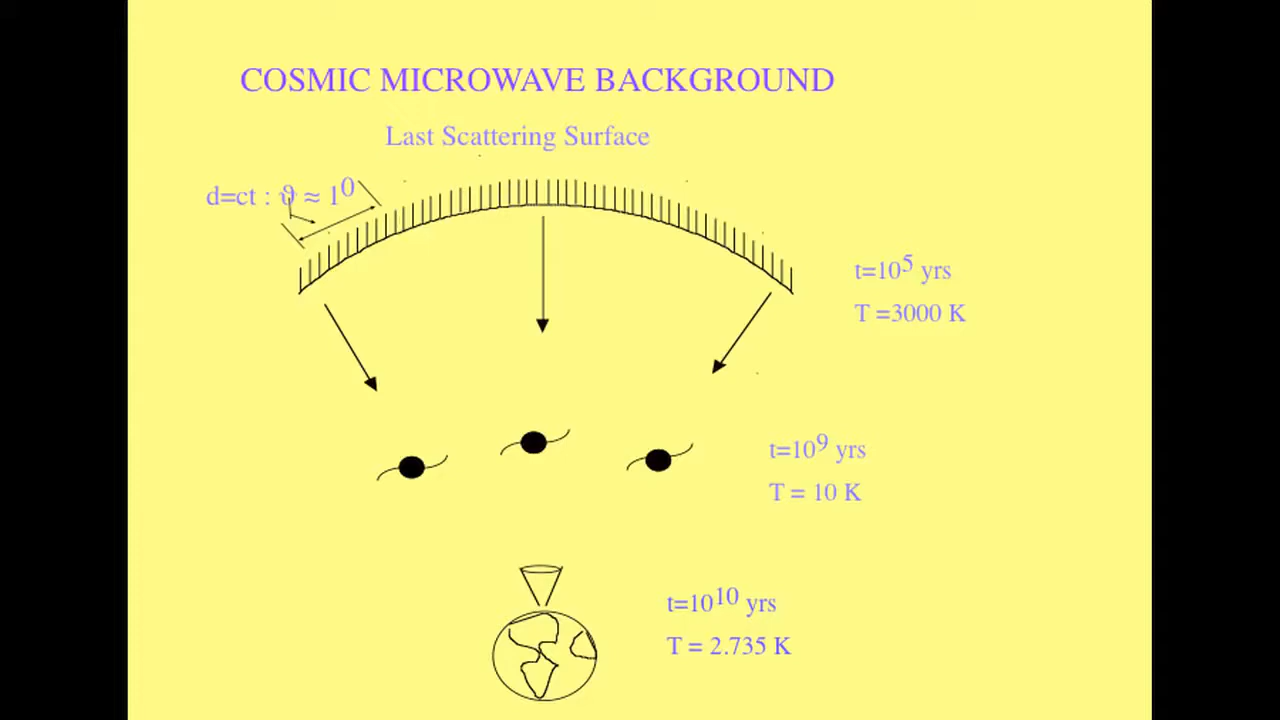 COSMIC MICROWAVE BACKGROUND
Last Scattering Surface
d=ct : ϑ ≈ 1⁰
t=10⁵ yrs
T =3000 K
t=10⁹ yrs
T = 10 K
t=10¹⁰ yrs
T = 2.735 K